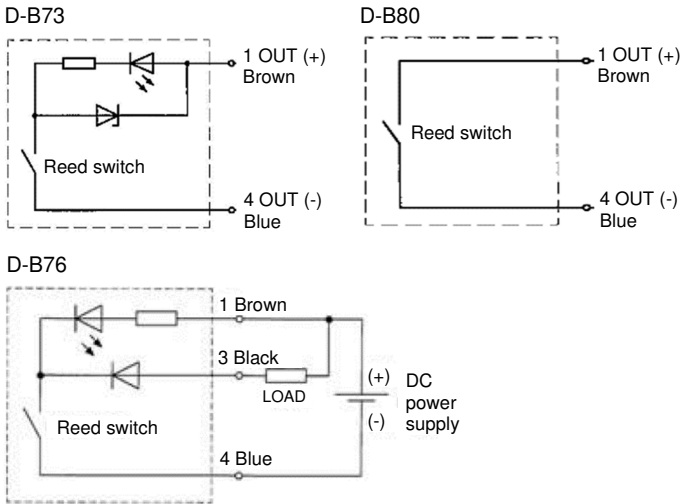 D-B73
1 OUT (+)
Brown
Reed switch
4 OUT (-)
Blue
D-B80
1 OUT (+)
Brown
Reed switch
4 OUT (-)
Blue
D-B76
1 Brown
3 Black
LOAD
Reed switch
4 Blue
(+)
(-)
DC
power
supply